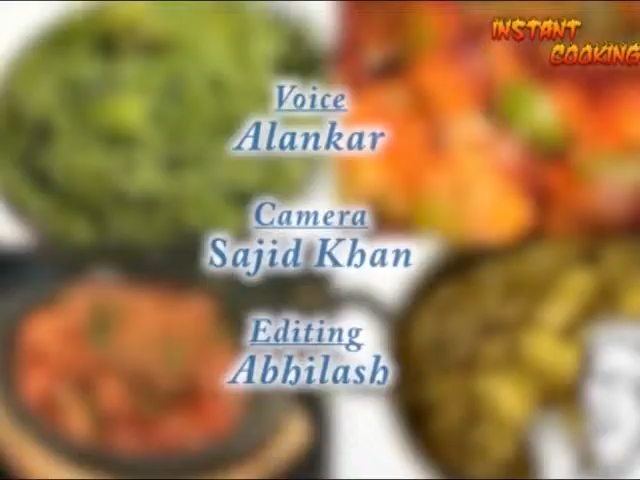 INSTANT
COOKING
Voice
Alankar
Camera
Sajid Khan
Editing
Abhilash